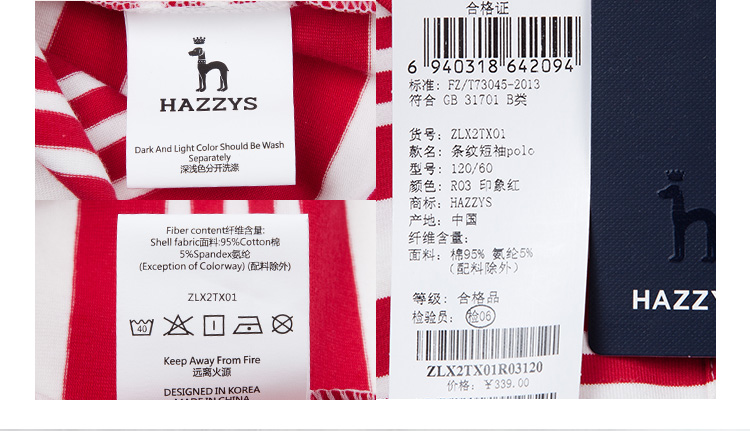 HAZZYS
Dark And Light Color Should Be Wash
Separately
深浅色分开洗涤
Fiber content纤维含量:
Shell fabric面料:95%Cotton棉
5%Spandex氨纶
(Exception of Colorway) (配料除外)
ZLX2TX01
40
Keep Away From Fire
远离火源
DESIGNED IN KOREA
MADE IN CHINA
合格证
6 940318 642094
标准: FZ/T73045-2013
符合 GB 31701 B类
货号: ZLX2TX01
款名: 条纹短袖polo
型号: 120/60
颜色: R03 印象红
商标: HAZZYS
产地: 中国
纤维含量:
面料: 棉95% 氨纶5%
(配料除外)
等级: 合格品
检验员: 检06
ZLX2TX01R03120
价格: ¥339.00
HAZZY